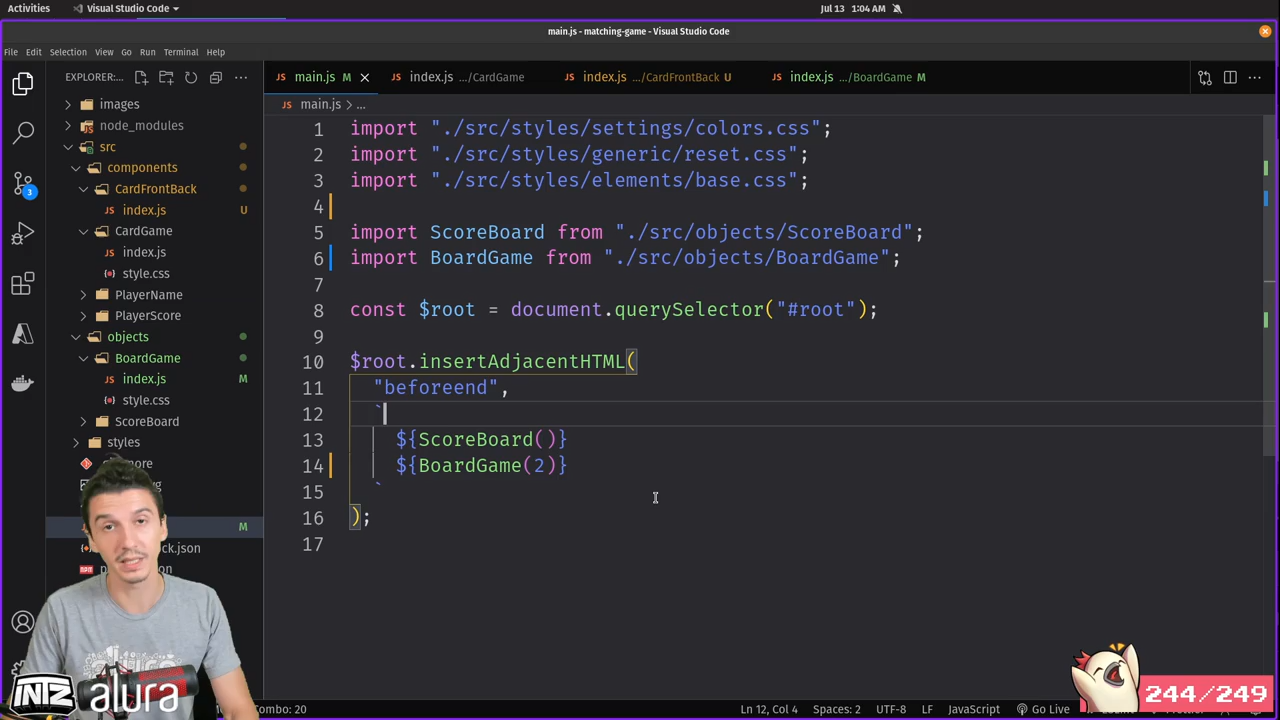 Activities
Visual Studio Code
Jul 13 1:04 AM
main.js - matching-game - Visual Studio Code
File Edit Selection View Go Run Terminal Help
EXPLORER:...
main.js M
index.js .../CardGame
index.js .../CardFrontBack U
index.js .../BoardGame M
main.js > ...
images
node_modules
src
components
CardFrontBack
index.js U
CardGame
index.js
style.css
PlayerName
PlayerScore
objects
BoardGame
index.js M
style.css
ScoreBoard
styles
M
3
1 import "./src/styles/settings/colors.css";
2 import "./src/styles/generic/reset.css";
3 import "./src/styles/elements/base.css";
4
5 import ScoreBoard from "./src/objects/ScoreBoard";
6 import BoardGame from "./src/objects/BoardGame";
7
8 const $root = document.querySelector("#root");
9
10 $root.insertAdjacentHTML(
11 "beforeend",
12 `
13 ${ScoreBoard()}
14 ${BoardGame(2)}
15 `
16 );
17
INTZ alura
244/249
Combo: 20
Ln 12, Col 4 Spaces: 2 UTF-8 LF JavaScript Go Live